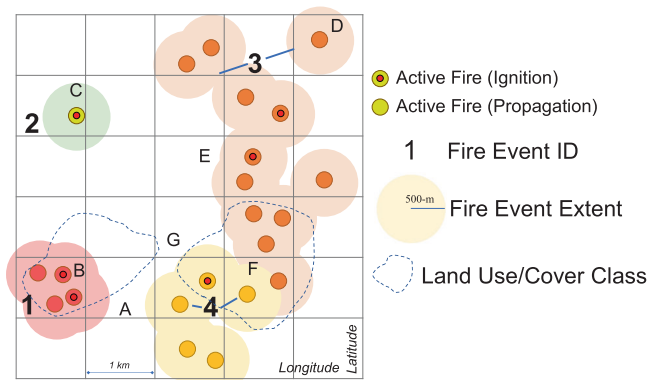 D
3
C
2
E
G
B
F
1
A
4
1 km
Longitude
Latitude
Active Fire (Ignition)
Active Fire (Propagation)
1 Fire Event ID
500-m
Fire Event Extent
Land Use/Cover Class